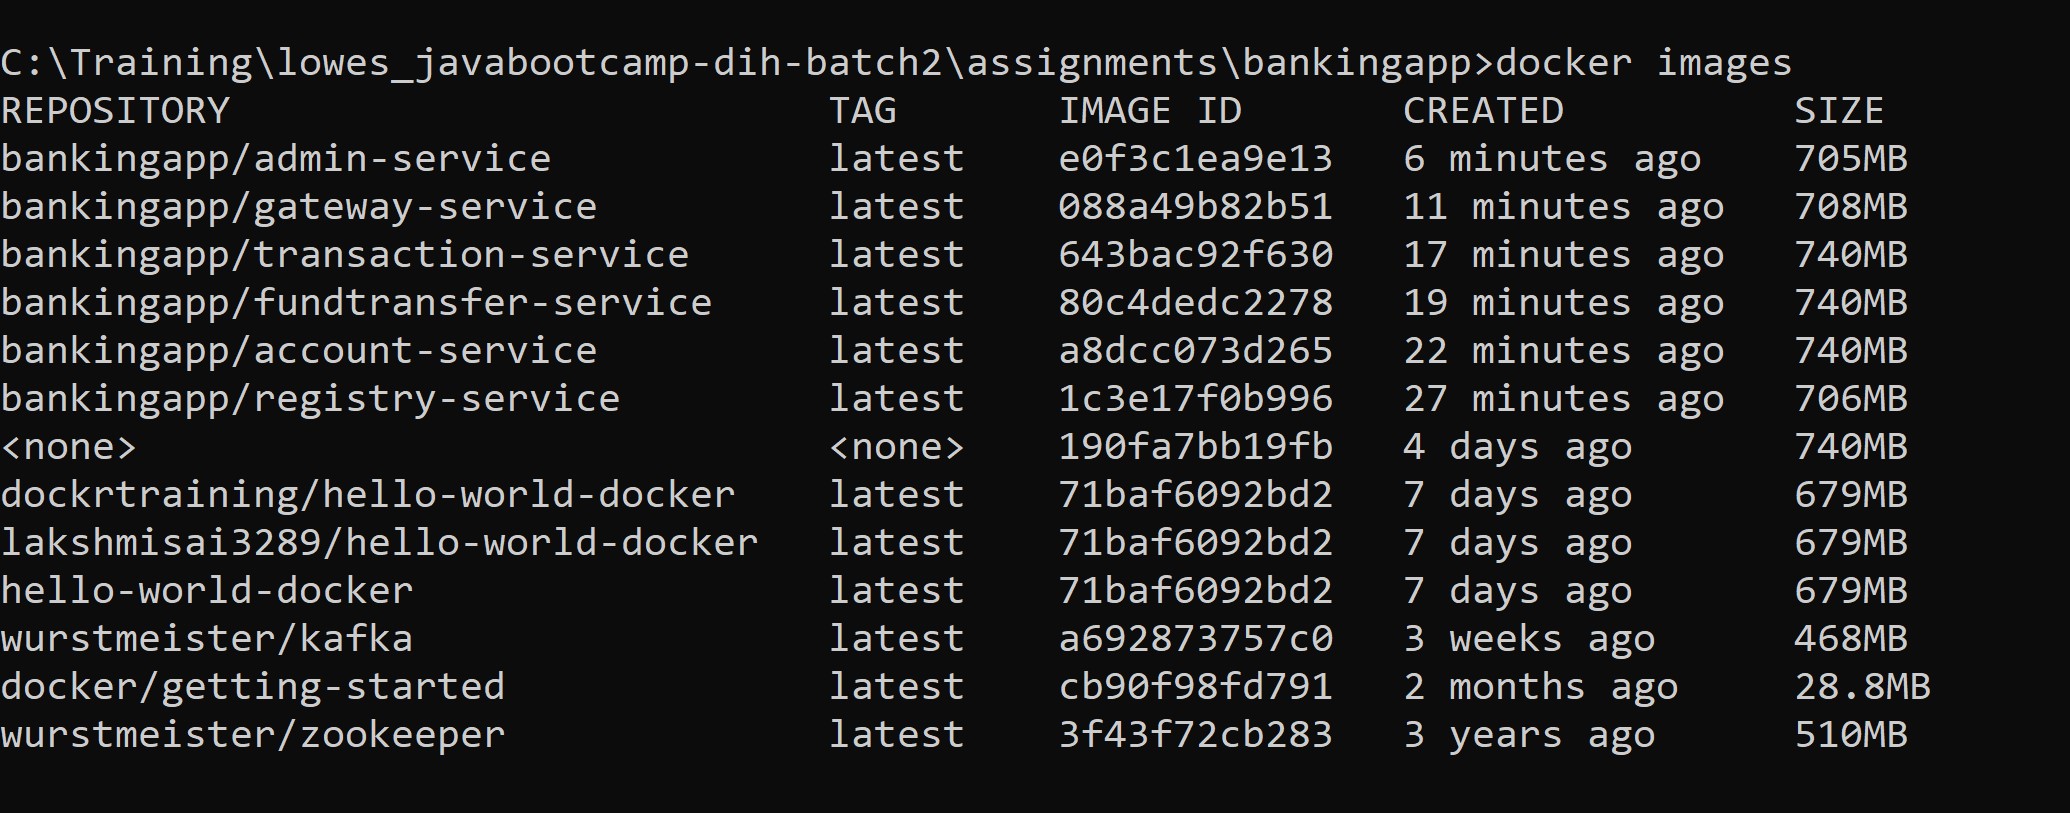 C:\Training\lowes_javabootcamp-dih-batch2\assignments\bankingapp>docker images
REPOSITORY                          TAG       IMAGE ID       CREATED          SIZE
bankingapp/admin-service            latest    e0f3c1ea9e13   6 minutes ago    705MB
bankingapp/gateway-service          latest    088a49b82b51   11 minutes ago   708MB
bankingapp/transaction-service      latest    643bac92f630   17 minutes ago   740MB
bankingapp/fundtransfer-service     latest    80c4dedc2278   19 minutes ago   740MB
bankingapp/account-service          latest    a8dcc073d265   22 minutes ago   740MB
bankingapp/registry-service         latest    1c3e17f0b996   27 minutes ago   706MB
<none>                              <none>    190fa7bb19fb   4 days ago       740MB
dockrtraining/hello-world-docker    latest    71baf6092bd2   7 days ago       679MB
lakshmisai3289/hello-world-docker   latest    71baf6092bd2   7 days ago       679MB
hello-world-docker                  latest    71baf6092bd2   7 days ago       679MB
wurstmeister/kafka                  latest    a692873757c0   3 weeks ago      468MB
docker/getting-started              latest    cb90f98fd791   2 months ago     28.8MB
wurstmeister/zookeeper              latest    3f43f72cb283   3 years ago      510MB